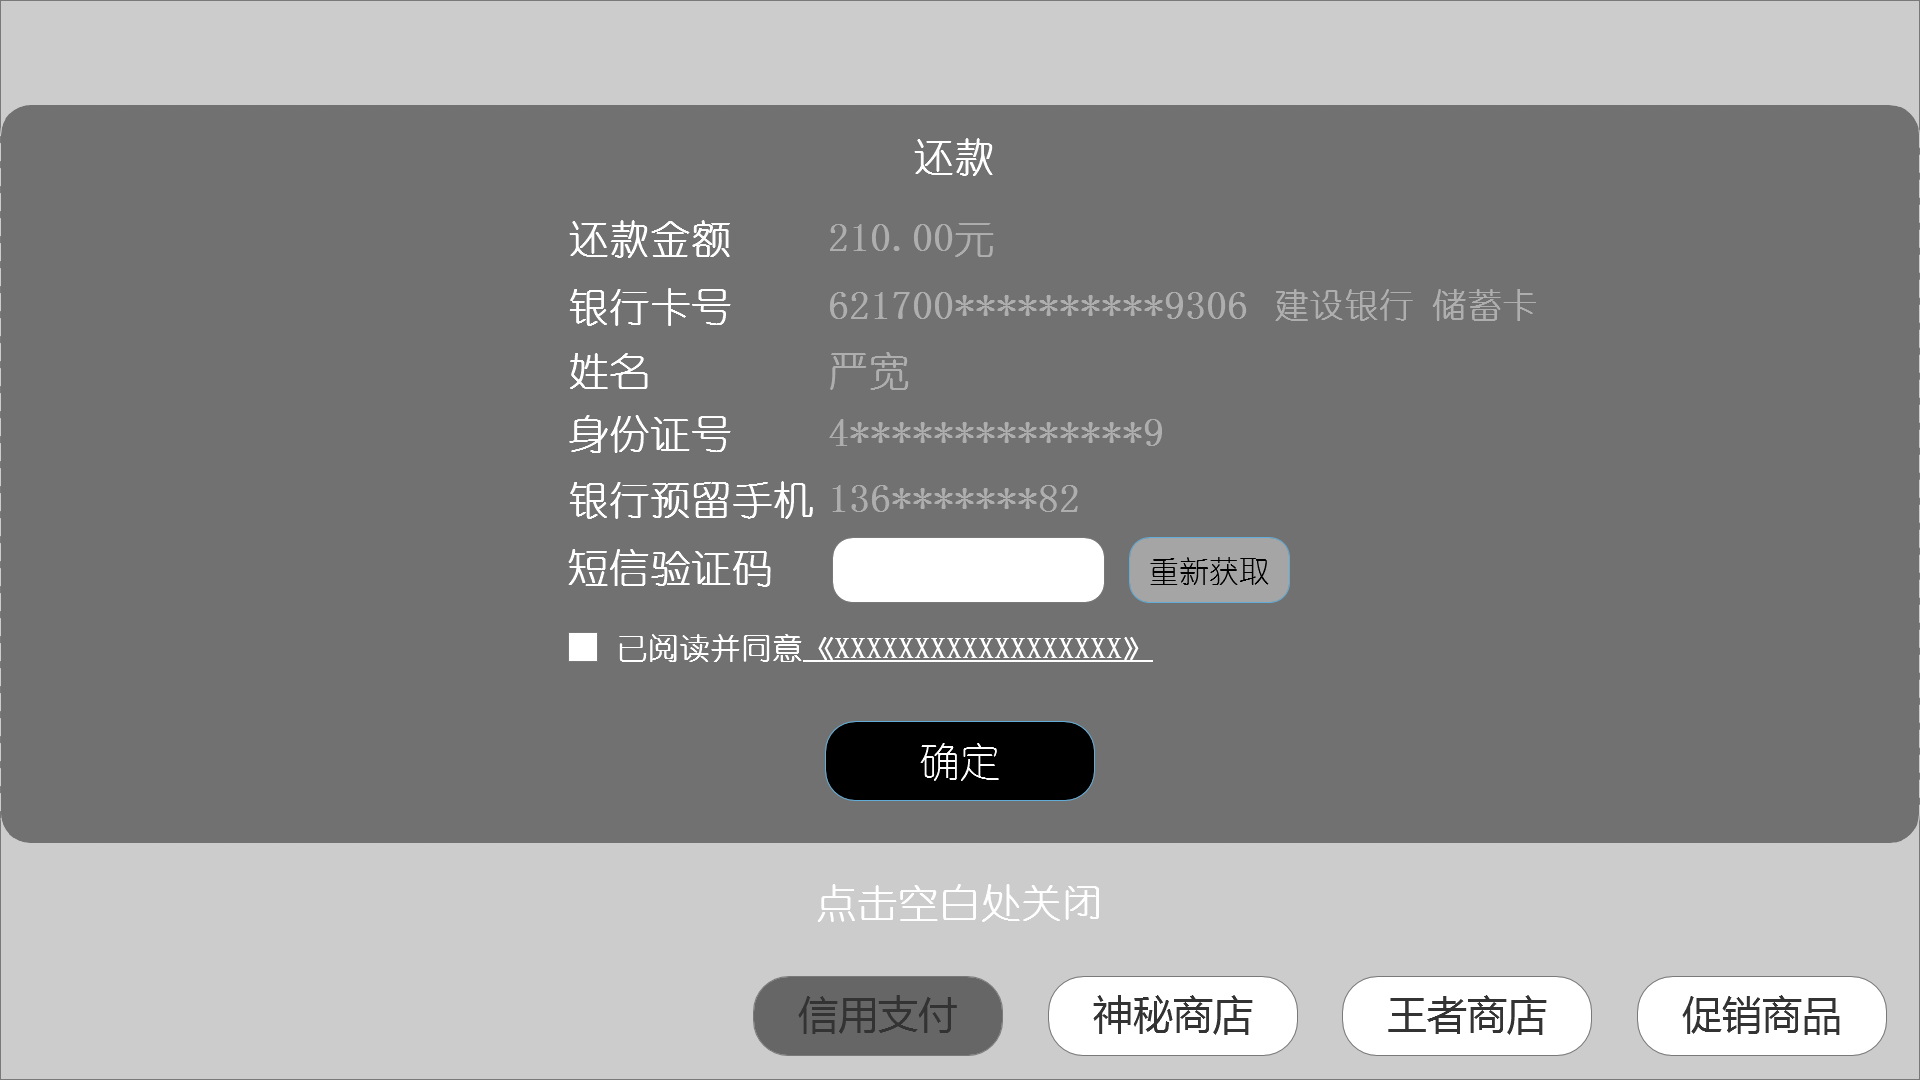 还款
还款金额 210.00元
银行卡号 621700**********9306 建设银行 储蓄卡
姓名 严宽
身份证号 4**************9
银行预留手机 136*******82
短信验证码 重新获取
已阅读并同意《XXXXXXXXXXXXXXXXXX》
确定
点击空白处关闭
信用支付 神秘商店 王者商店 促销商品